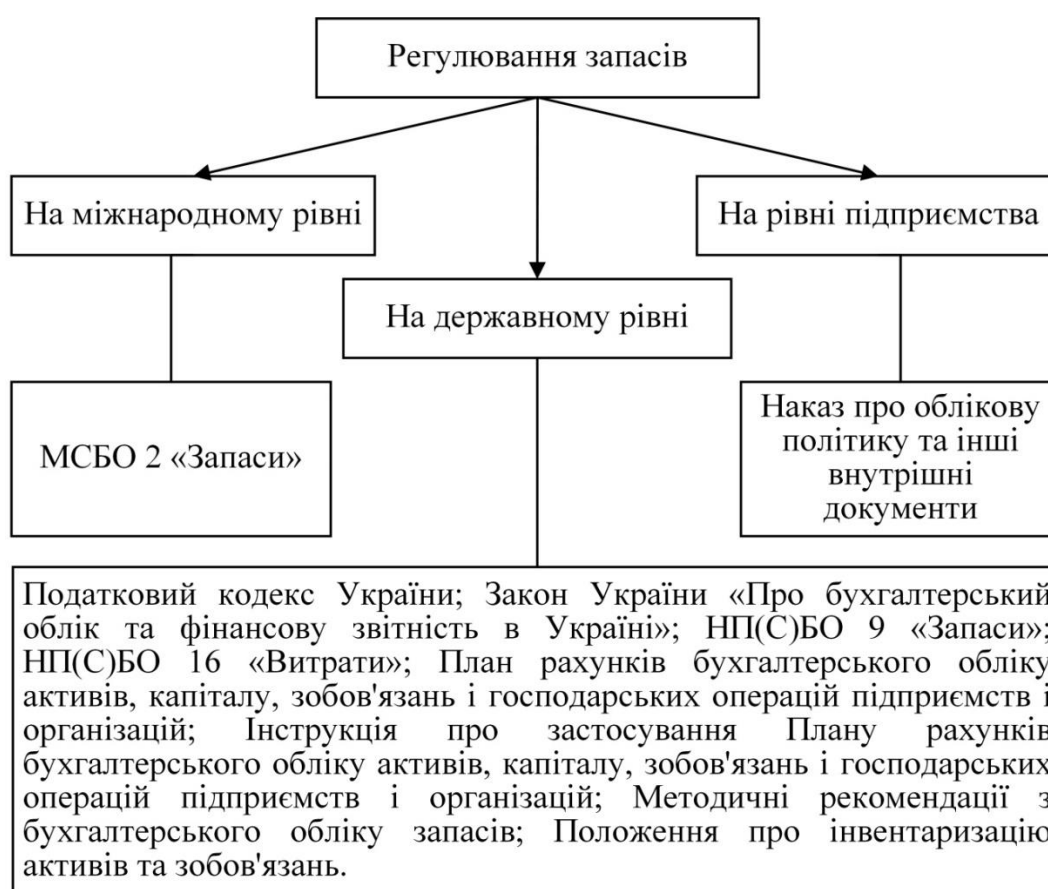 Регулювання запасів
На міжнародному рівні
На рівні підприємства
На державному рівні
МСБО 2 «Запаси»
Наказ про облікову
політику та інші
внутрішні
документи
Податковий кодекс України; Закон України «Про бухгалтерський
облік та фінансову звітність в Україні»; НП(С)БО 9 «Запаси»;
НП(С)БО 16 «Витрати»; План рахунків бухгалтерського обліку
активів, капіталу, зобов'язань і господарських операцій підприємств і
організацій; Інструкція про застосування Плану рахунків
бухгалтерського обліку активів, капіталу, зобов'язань і господарських
операцій підприємств і організацій; Методичні рекомендації з
бухгалтерського обліку запасів; Положення про інвентаризацію
активів та зобов'язань.